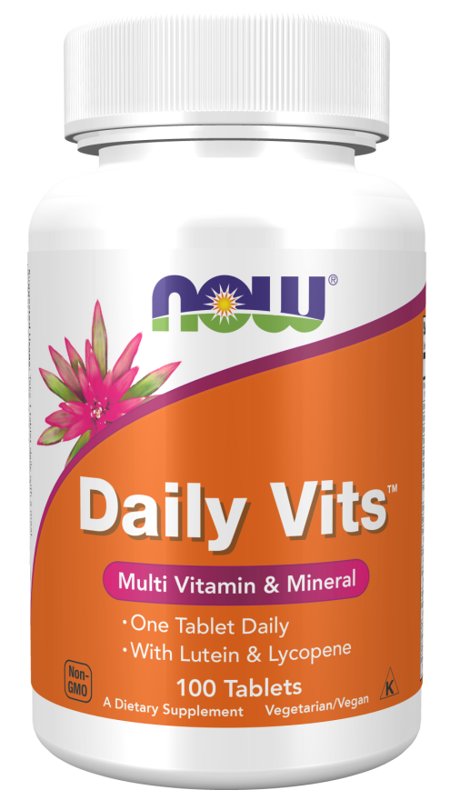 now®
Daily Vits™
Multi Vitamin & Mineral
•One Tablet Daily
•With Lutein & Lycopene
100 Tablets
Non-
GMO
A Dietary Supplement Vegetarian/Vegan
K